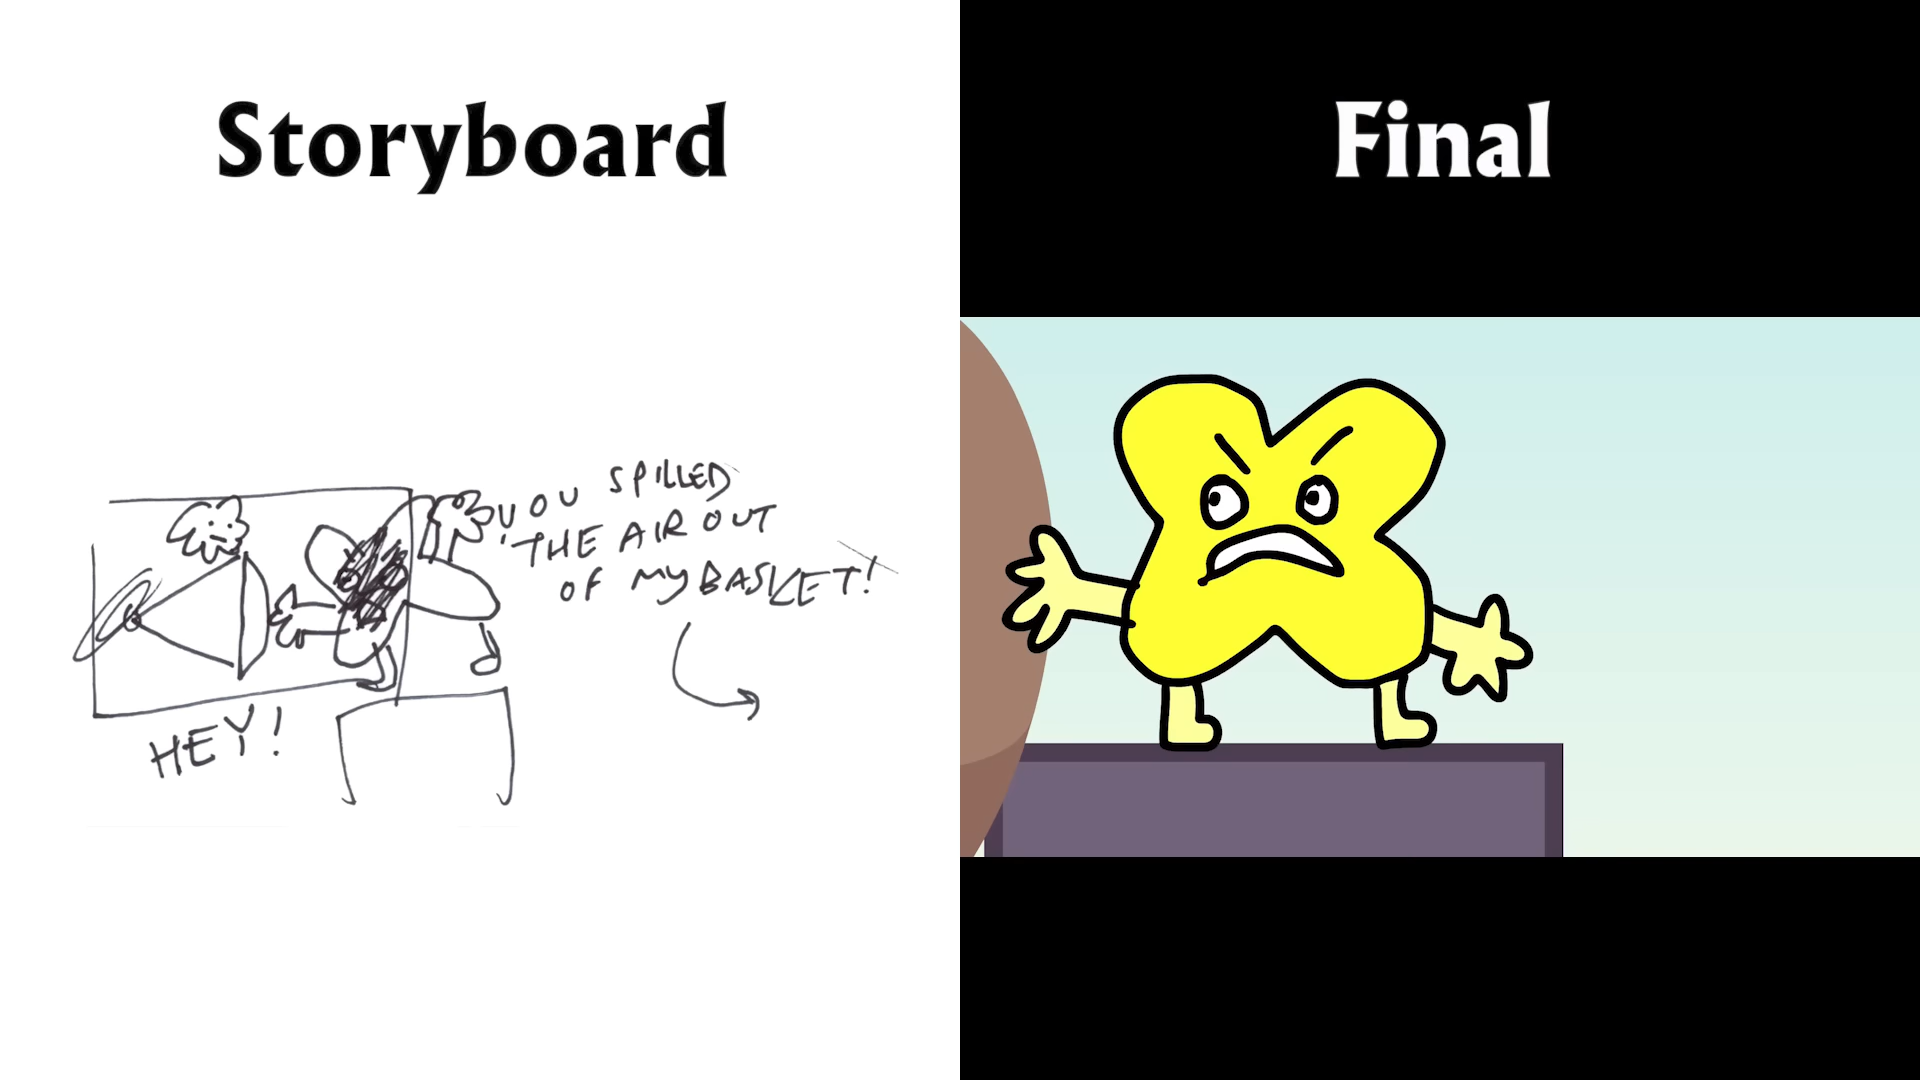 Storyboard
Final
YOU SPILLED
THE AIR OUT
OF MY BASKET!
HEY!